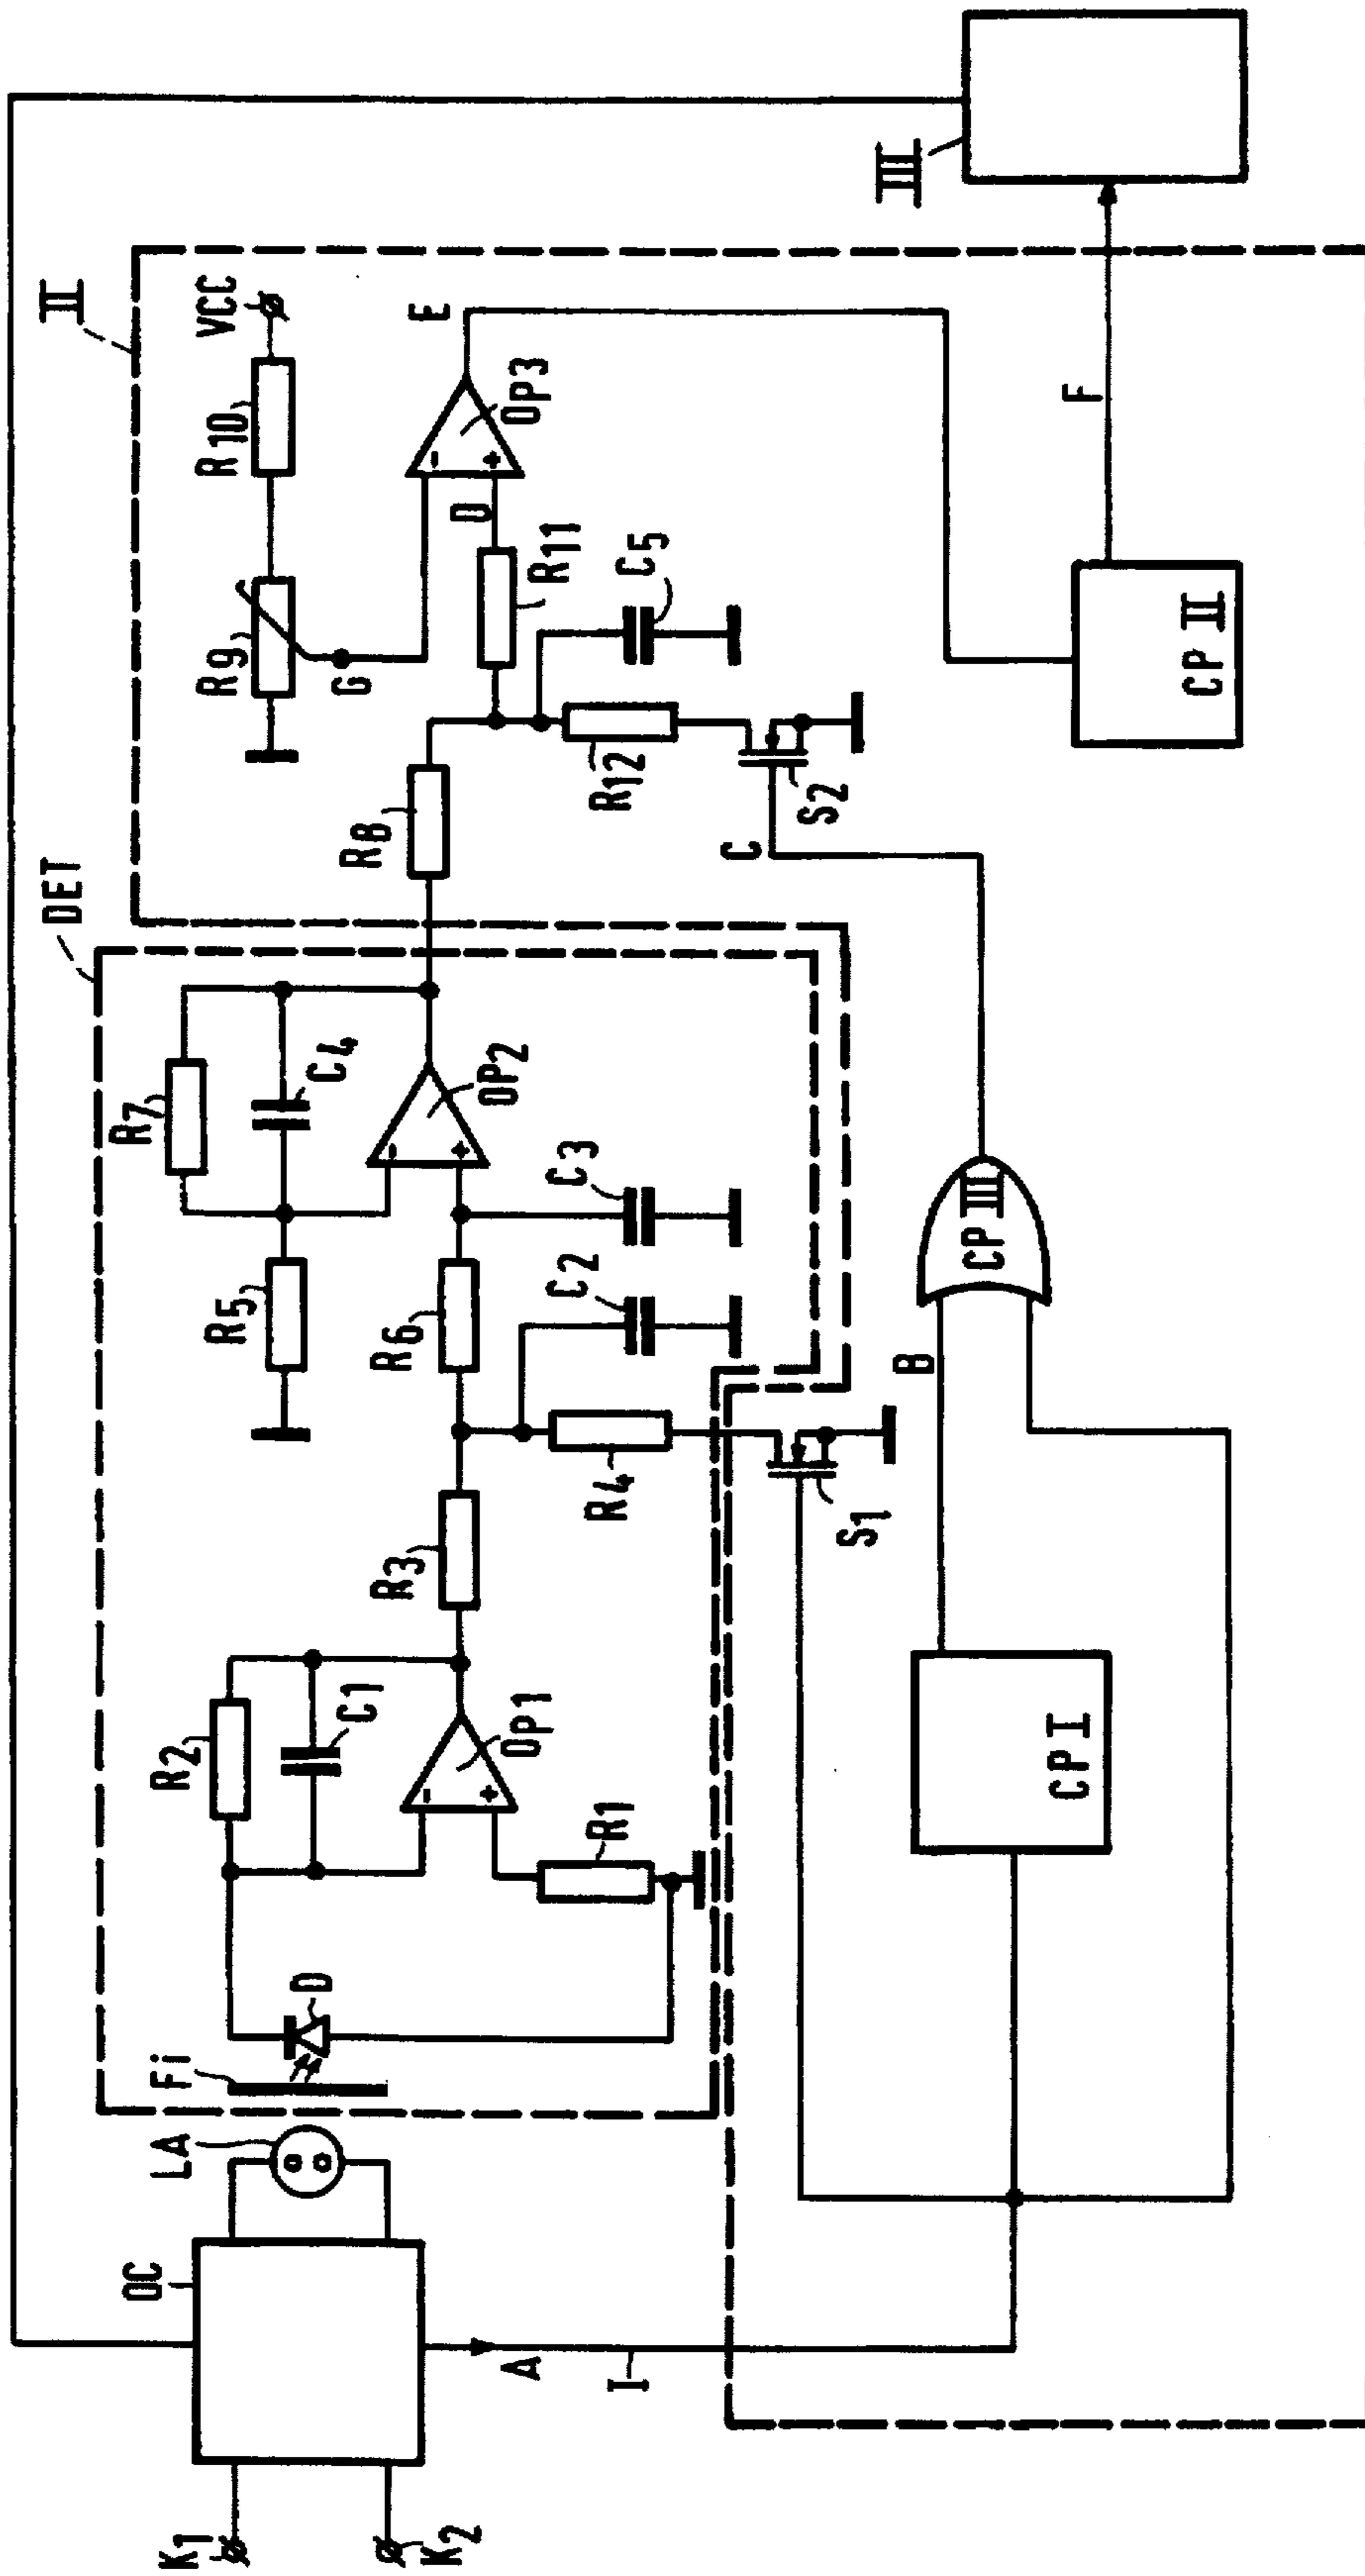 K1
K2
OC
LA
Fi
D
A
I
DET
R2
C1
OP1
R1
R3
R4
R5
R6
R7
C4
OP2
C2
C3
S1
II
R8
R9
R10
VCC
G
D
R11
OP3
E
C5
R12
S2
C
CP I
B
CP III
CP II
F
III